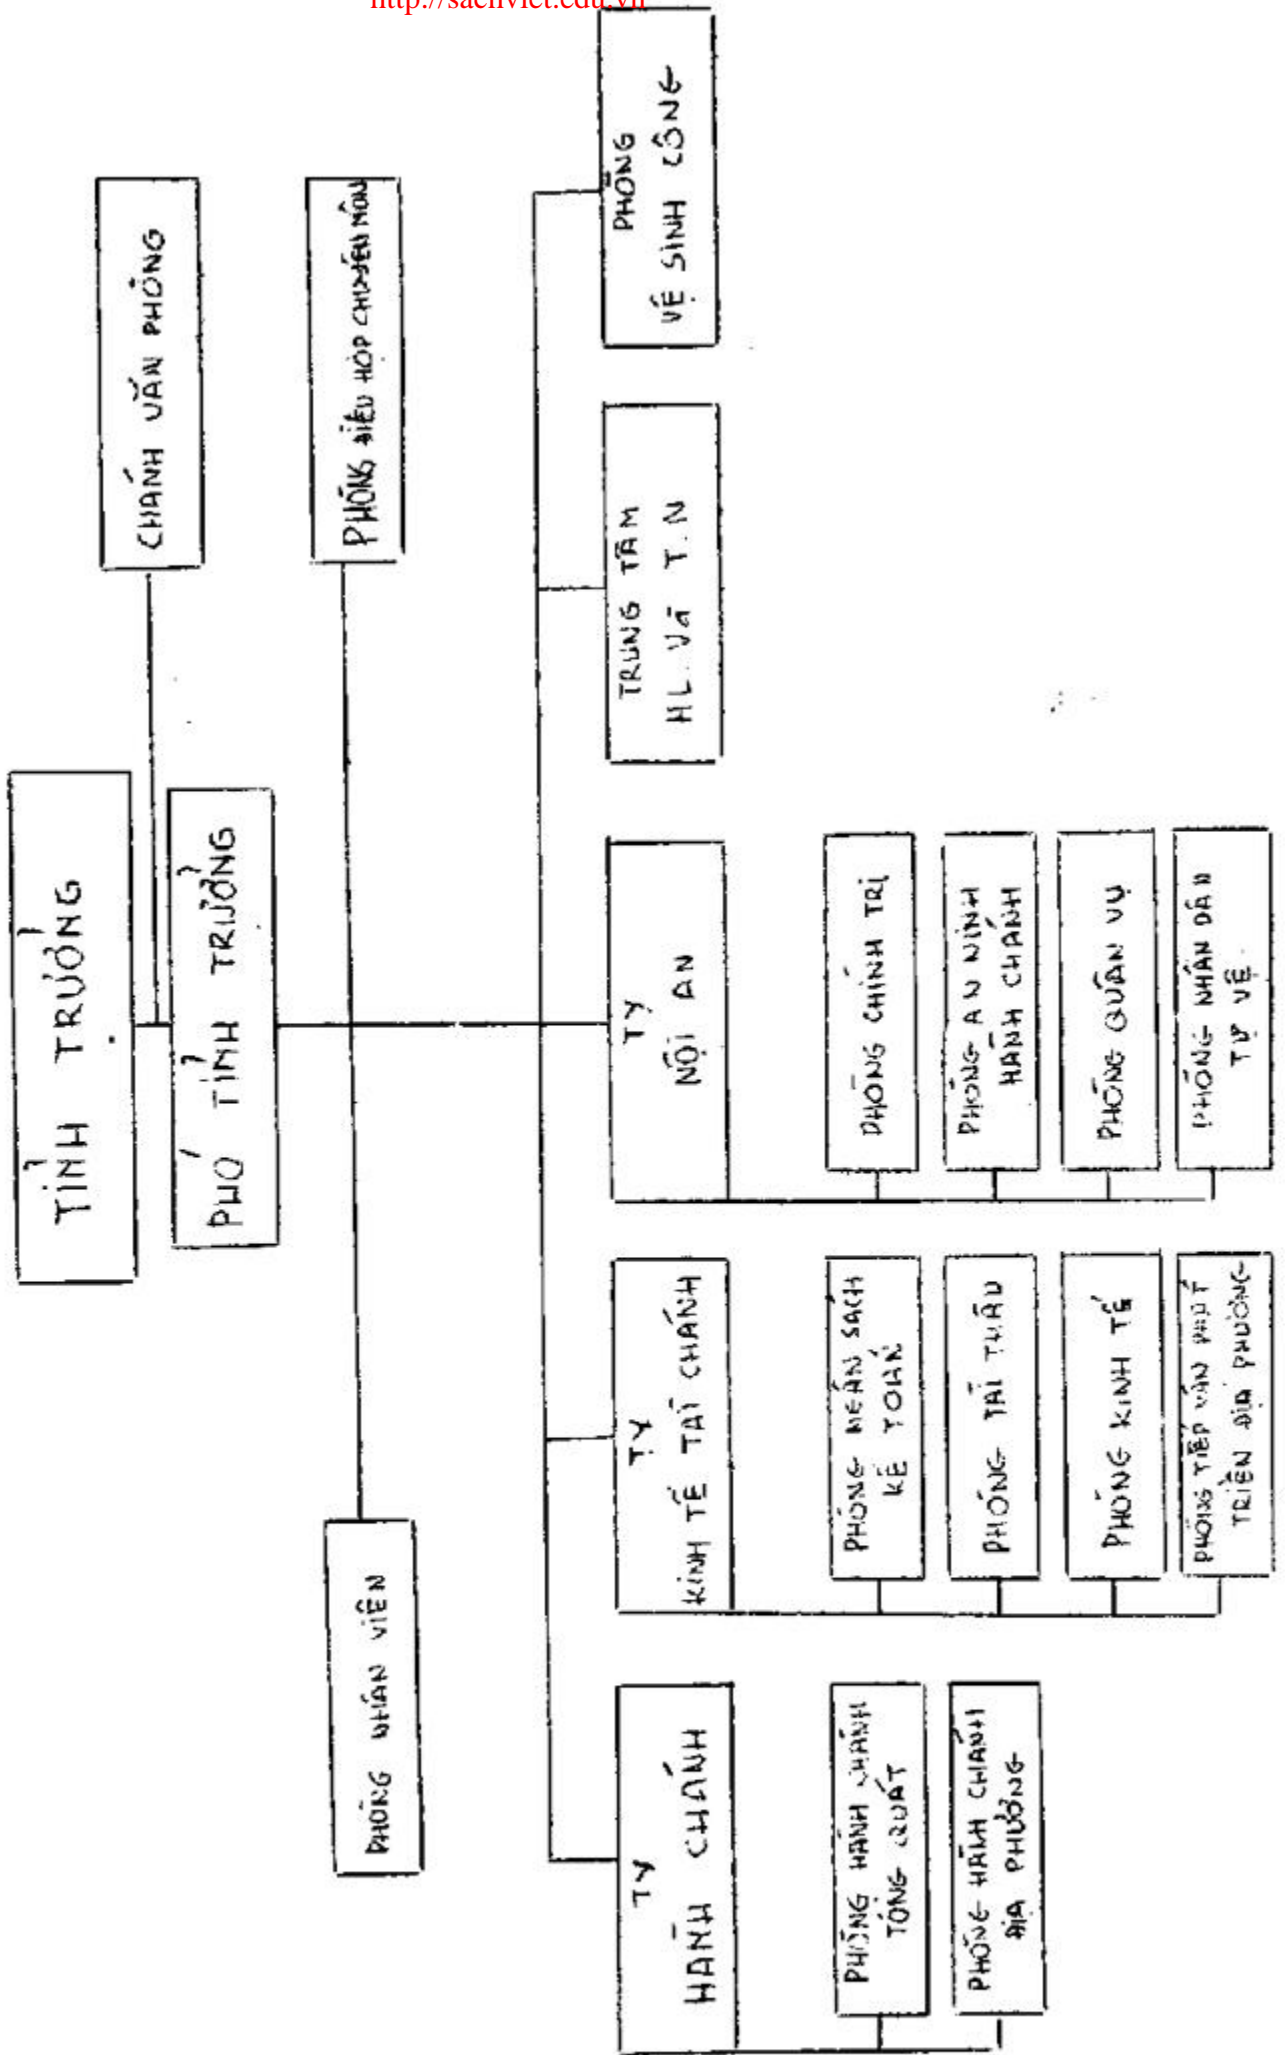 http://sachviet.edu.vn
TỈNH TRƯỞNG
CHÁNH VĂN PHÒNG
PHÓ TỈNH TRƯỞNG
PHÒNG NHÂN VIÊN
PHÒNG ĐIỀU HỢP CHUYÊN MÔN
TY
HÀNH CHÁNH
TY
KINH TẾ TÀI CHÁNH
TY
NỘI AN
TRUNG TÂM
HL. VÀ T.N
PHÒNG
VỆ SINH CÔNG
PHÒNG HÀNH CHÁNH
TỔNG QUÁT
PHÒNG HÀNH CHÁNH
ĐỊA PHƯƠNG
PHÒNG NGÂN SÁCH
KẾ TOÁN
PHÒNG TÀI THÂU
PHÒNG KINH TẾ
PHÒNG TIẾP VẬN PHÁT
TRIỂN ĐỊA PHƯƠNG
PHÒNG CHÍNH TRỊ
PHÒNG AN NINH
HÀNH CHÁNH
PHÒNG QUÂN VỤ
PHÒNG NHÂN DÂN
TỰ VỆ